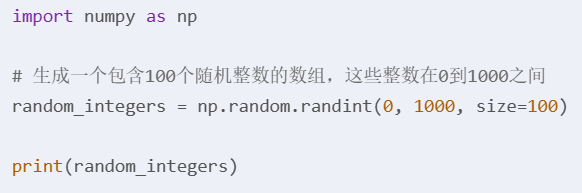 import numpy as np
# 生成一个包含100个随机整数的数组，这些整数在0到1000之间
random_integers = np.random.randint(0, 1000, size=100)
print(random_integers)